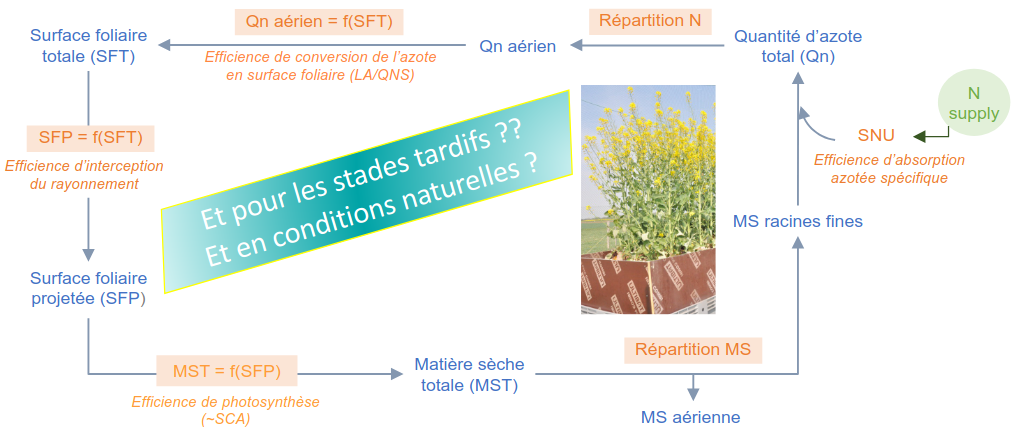 Qn aérien = f(SFT)
Répartition N
Surface foliaire
totale (SFT)
Efficience de conversion de l'azote
en surface foliaire (LA/QNS)
Qn aérien
Quantité d'azote
total (Qn)
N
supply
SFP = f(SFT)
Efficience d'interception
du rayonnement
Et pour les stades tardifs ??
Et en conditions naturelles ?
SNU
Efficience d'absorption
azotée spécifique
MS racines fines
Surface foliaire
projetée (SFP)
Répartition MS
MST = f(SFP)
Matière sèche
totale (MST)
Efficience de photosynthèse
(~SCA)
MS aérienne